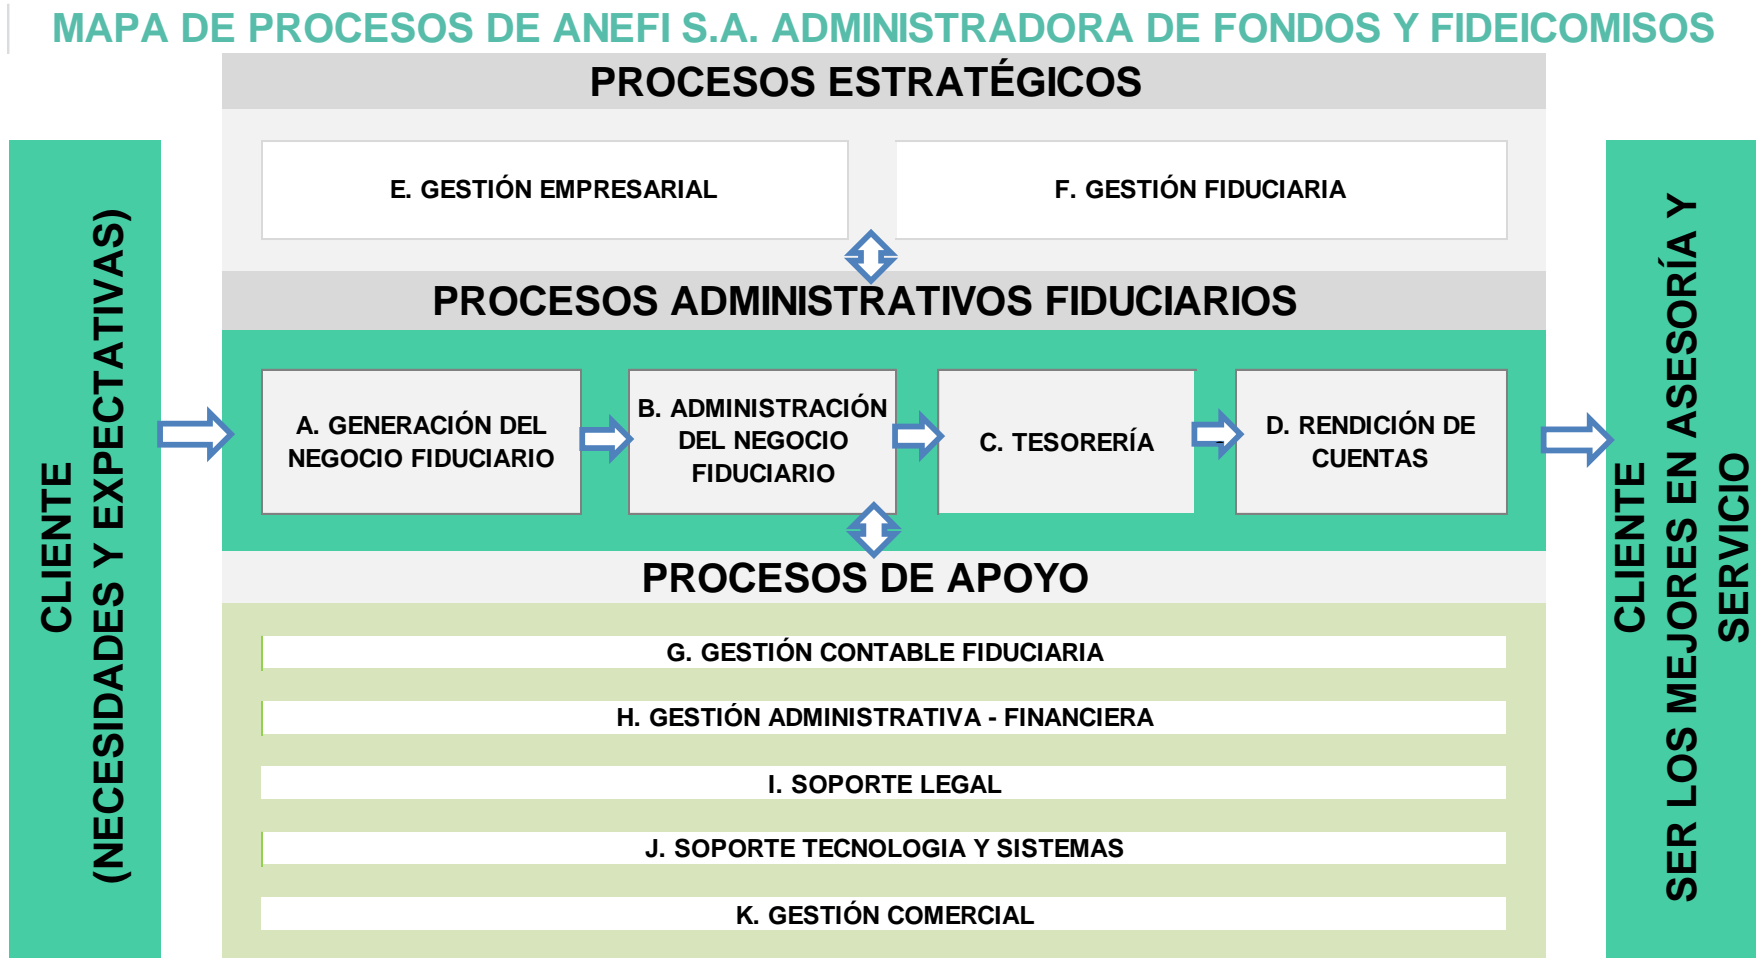 MAPA DE PROCESOS DE ANEFI S.A. ADMINISTRADORA DE FONDOS Y FIDEICOMISOS
PROCESOS ESTRATÉGICOS
E. GESTIÓN EMPRESARIAL
F. GESTIÓN FIDUCIARIA
PROCESOS ADMINISTRATIVOS FIDUCIARIOS
CLIENTE
(NECESIDADES Y EXPECTATIVAS)
A. GENERACIÓN DEL
NEGOCIO FIDUCIARIO
B. ADMINISTRACIÓN
DEL NEGOCIO
FIDUCIARIO
C. TESORERÍA
D. RENDICIÓN DE
CUENTAS
CLIENTE
SER LOS MEJORES EN ASESORÍA Y
SERVICIO
PROCESOS DE APOYO
G. GESTIÓN CONTABLE FIDUCIARIA
H. GESTIÓN ADMINISTRATIVA - FINANCIERA
I. SOPORTE LEGAL
J. SOPORTE TECNOLOGIA Y SISTEMAS
K. GESTIÓN COMERCIAL